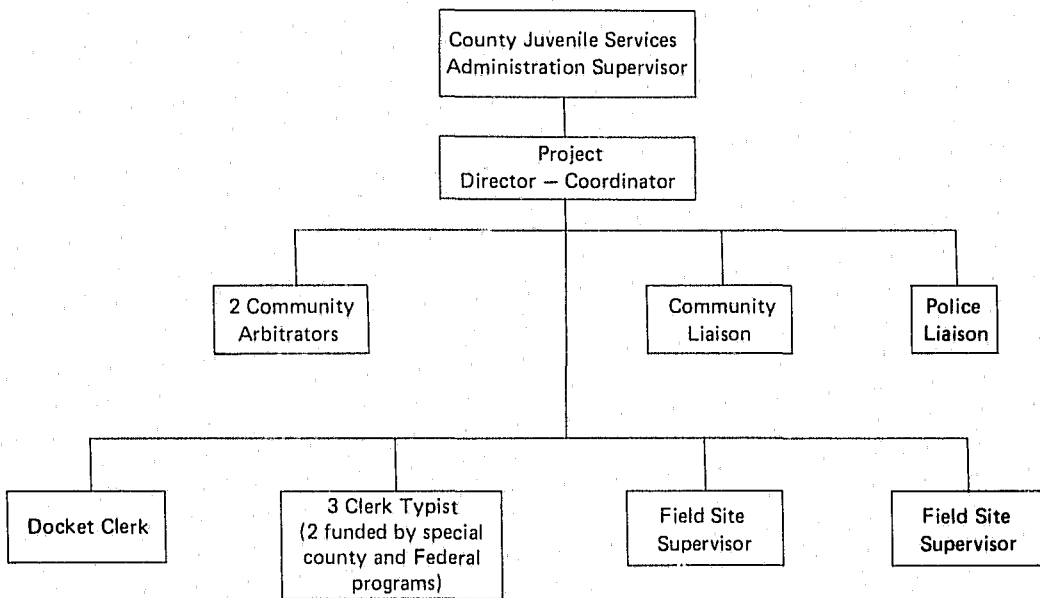 County Juvenile Services
Administration Supervisor
Project
Director — Coordinator
2 Community
Arbitrators
Community
Liaison
Police
Liaison
Docket Clerk
3 Clerk Typist
(2 funded by special
county and Federal
programs)
Field Site
Supervisor
Field Site
Supervisor